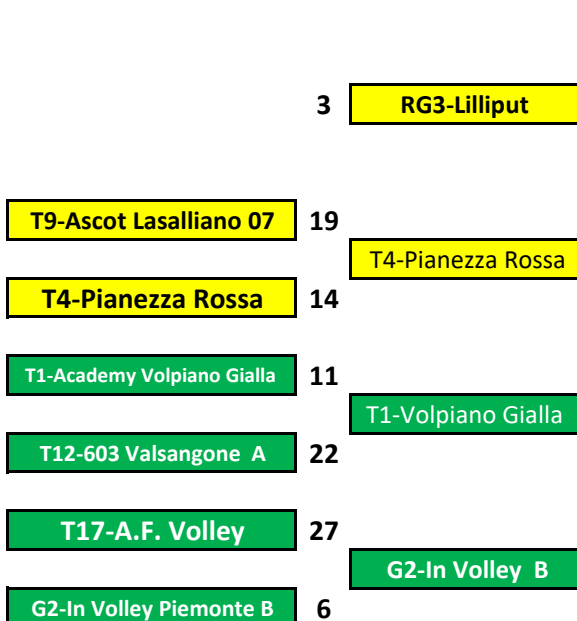 3 RG3-Lilliput
T9-Ascot Lasalliano 07 19
T4-Pianezza Rossa
T4-Pianezza Rossa 14
T1-Academy Volpiano Gialla 11
T1-Volpiano Gialla
T12-603 Valsangone A 22
T17-A.F. Volley 27
G2-In Volley B
G2-In Volley Piemonte B 6